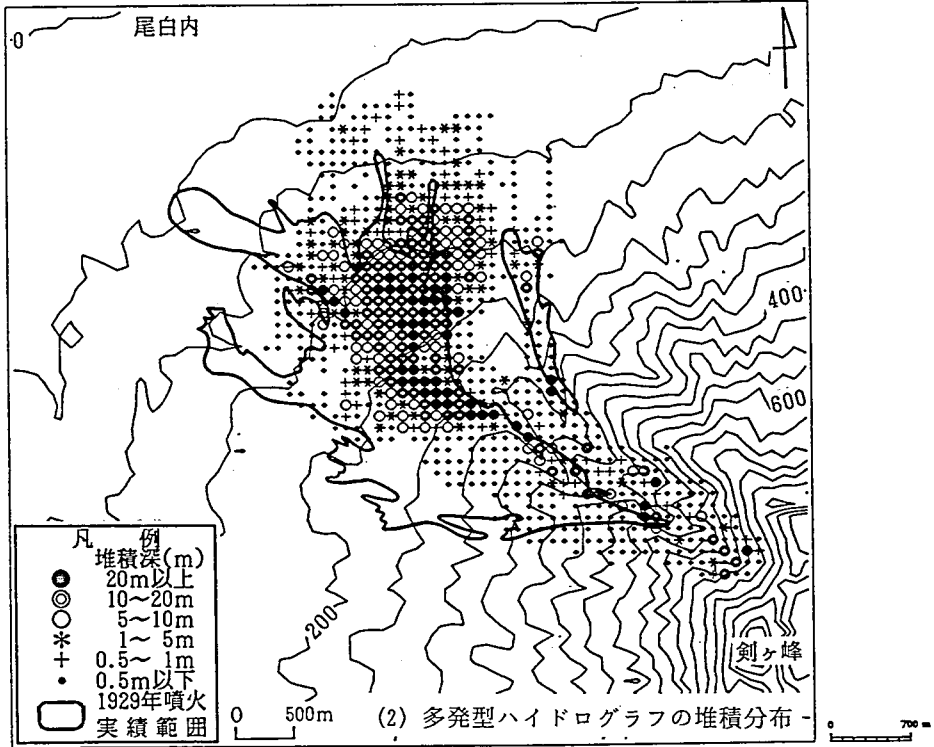 0
尾白内
400
600
200
剣ヶ峰
凡 例
堆積深(m)
20m以上
10～20m
5～10m
1～ 5m
0.5～ 1m
0.5m以下
1929年噴火
実績範囲
0 500m
(2) 多発型ハイドログラフの堆積分布
0 700 m